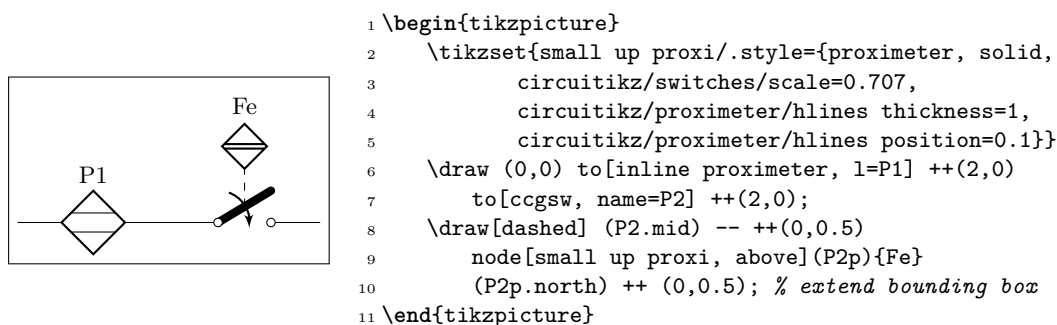 P1
Fe
1 \begin{tikzpicture}
2     \tikzset{small up proxi/.style={proximeter, solid,
3             circuitikz/switches/scale=0.707,
4             circuitikz/proximeter/hlines thickness=1,
5             circuitikz/proximeter/hlines position=0.1}}
6     \draw (0,0) to[inline proximeter, l=P1] ++(2,0)
7         to[ccgsw, name=P2] ++(2,0);
8     \draw[dashed] (P2.mid) -- ++(0,0.5)
9         node[small up proxi, above](P2p){Fe}
10         (P2p.north) ++ (0,0.5); % extend bounding box
11 \end{tikzpicture}